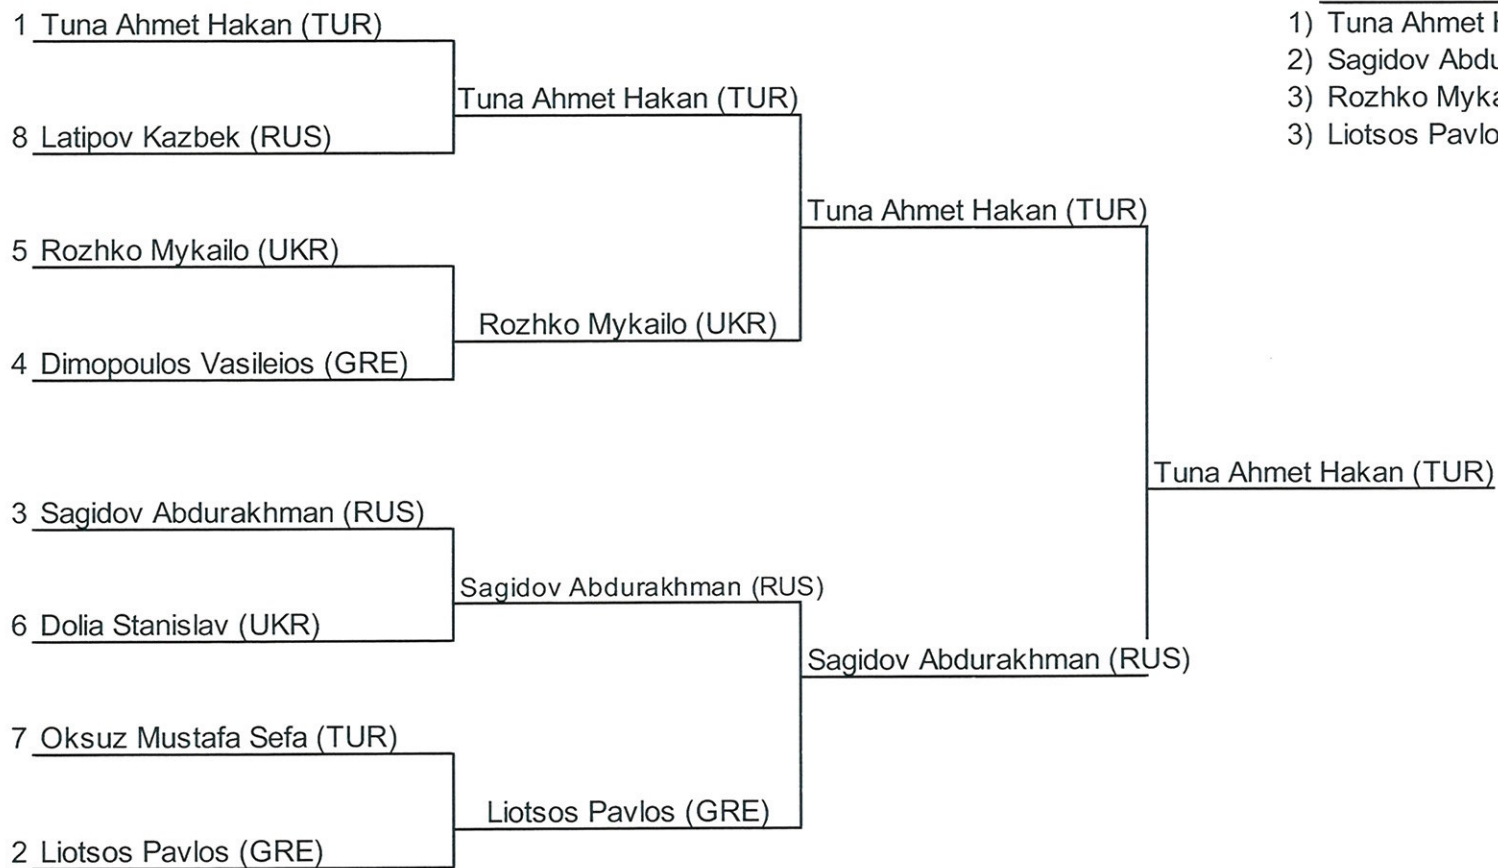 1 Tuna Ahmet Hakan (TUR)
Tuna Ahmet Hakan (TUR)
8 Latipov Kazbek (RUS)
Tuna Ahmet Hakan (TUR)
5 Rozhko Mykailo (UKR)
Rozhko Mykailo (UKR)
4 Dimopoulos Vasileios (GRE)
Tuna Ahmet Hakan (TUR)
3 Sagidov Abdurakhman (RUS)
Sagidov Abdurakhman (RUS)
6 Dolia Stanislav (UKR)
Sagidov Abdurakhman (RUS)
7 Oksuz Mustafa Sefa (TUR)
Liotsos Pavlos (GRE)
2 Liotsos Pavlos (GRE)
1) Tuna Ahmet
2) Sagidov
3) Rozhko
3) Liotsos